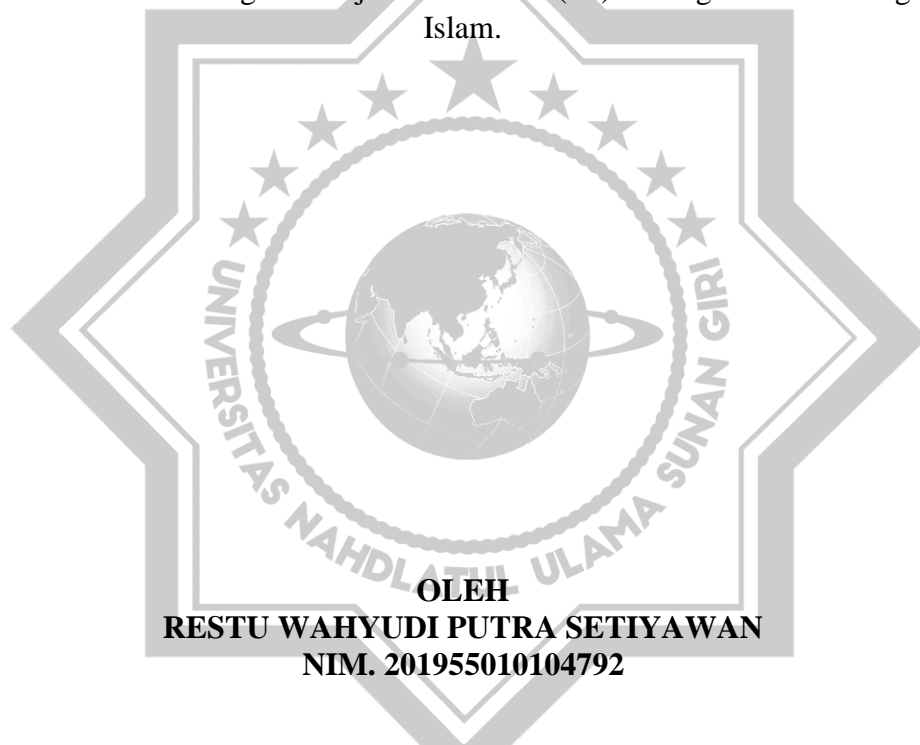 Islam.
UNIVERSITAS NAHDLATUL ULAMA SUNAN GIRI
OLEH
RESTU WAHYUDI PUTRA SETIYAWAN
NIM. 201955010104792